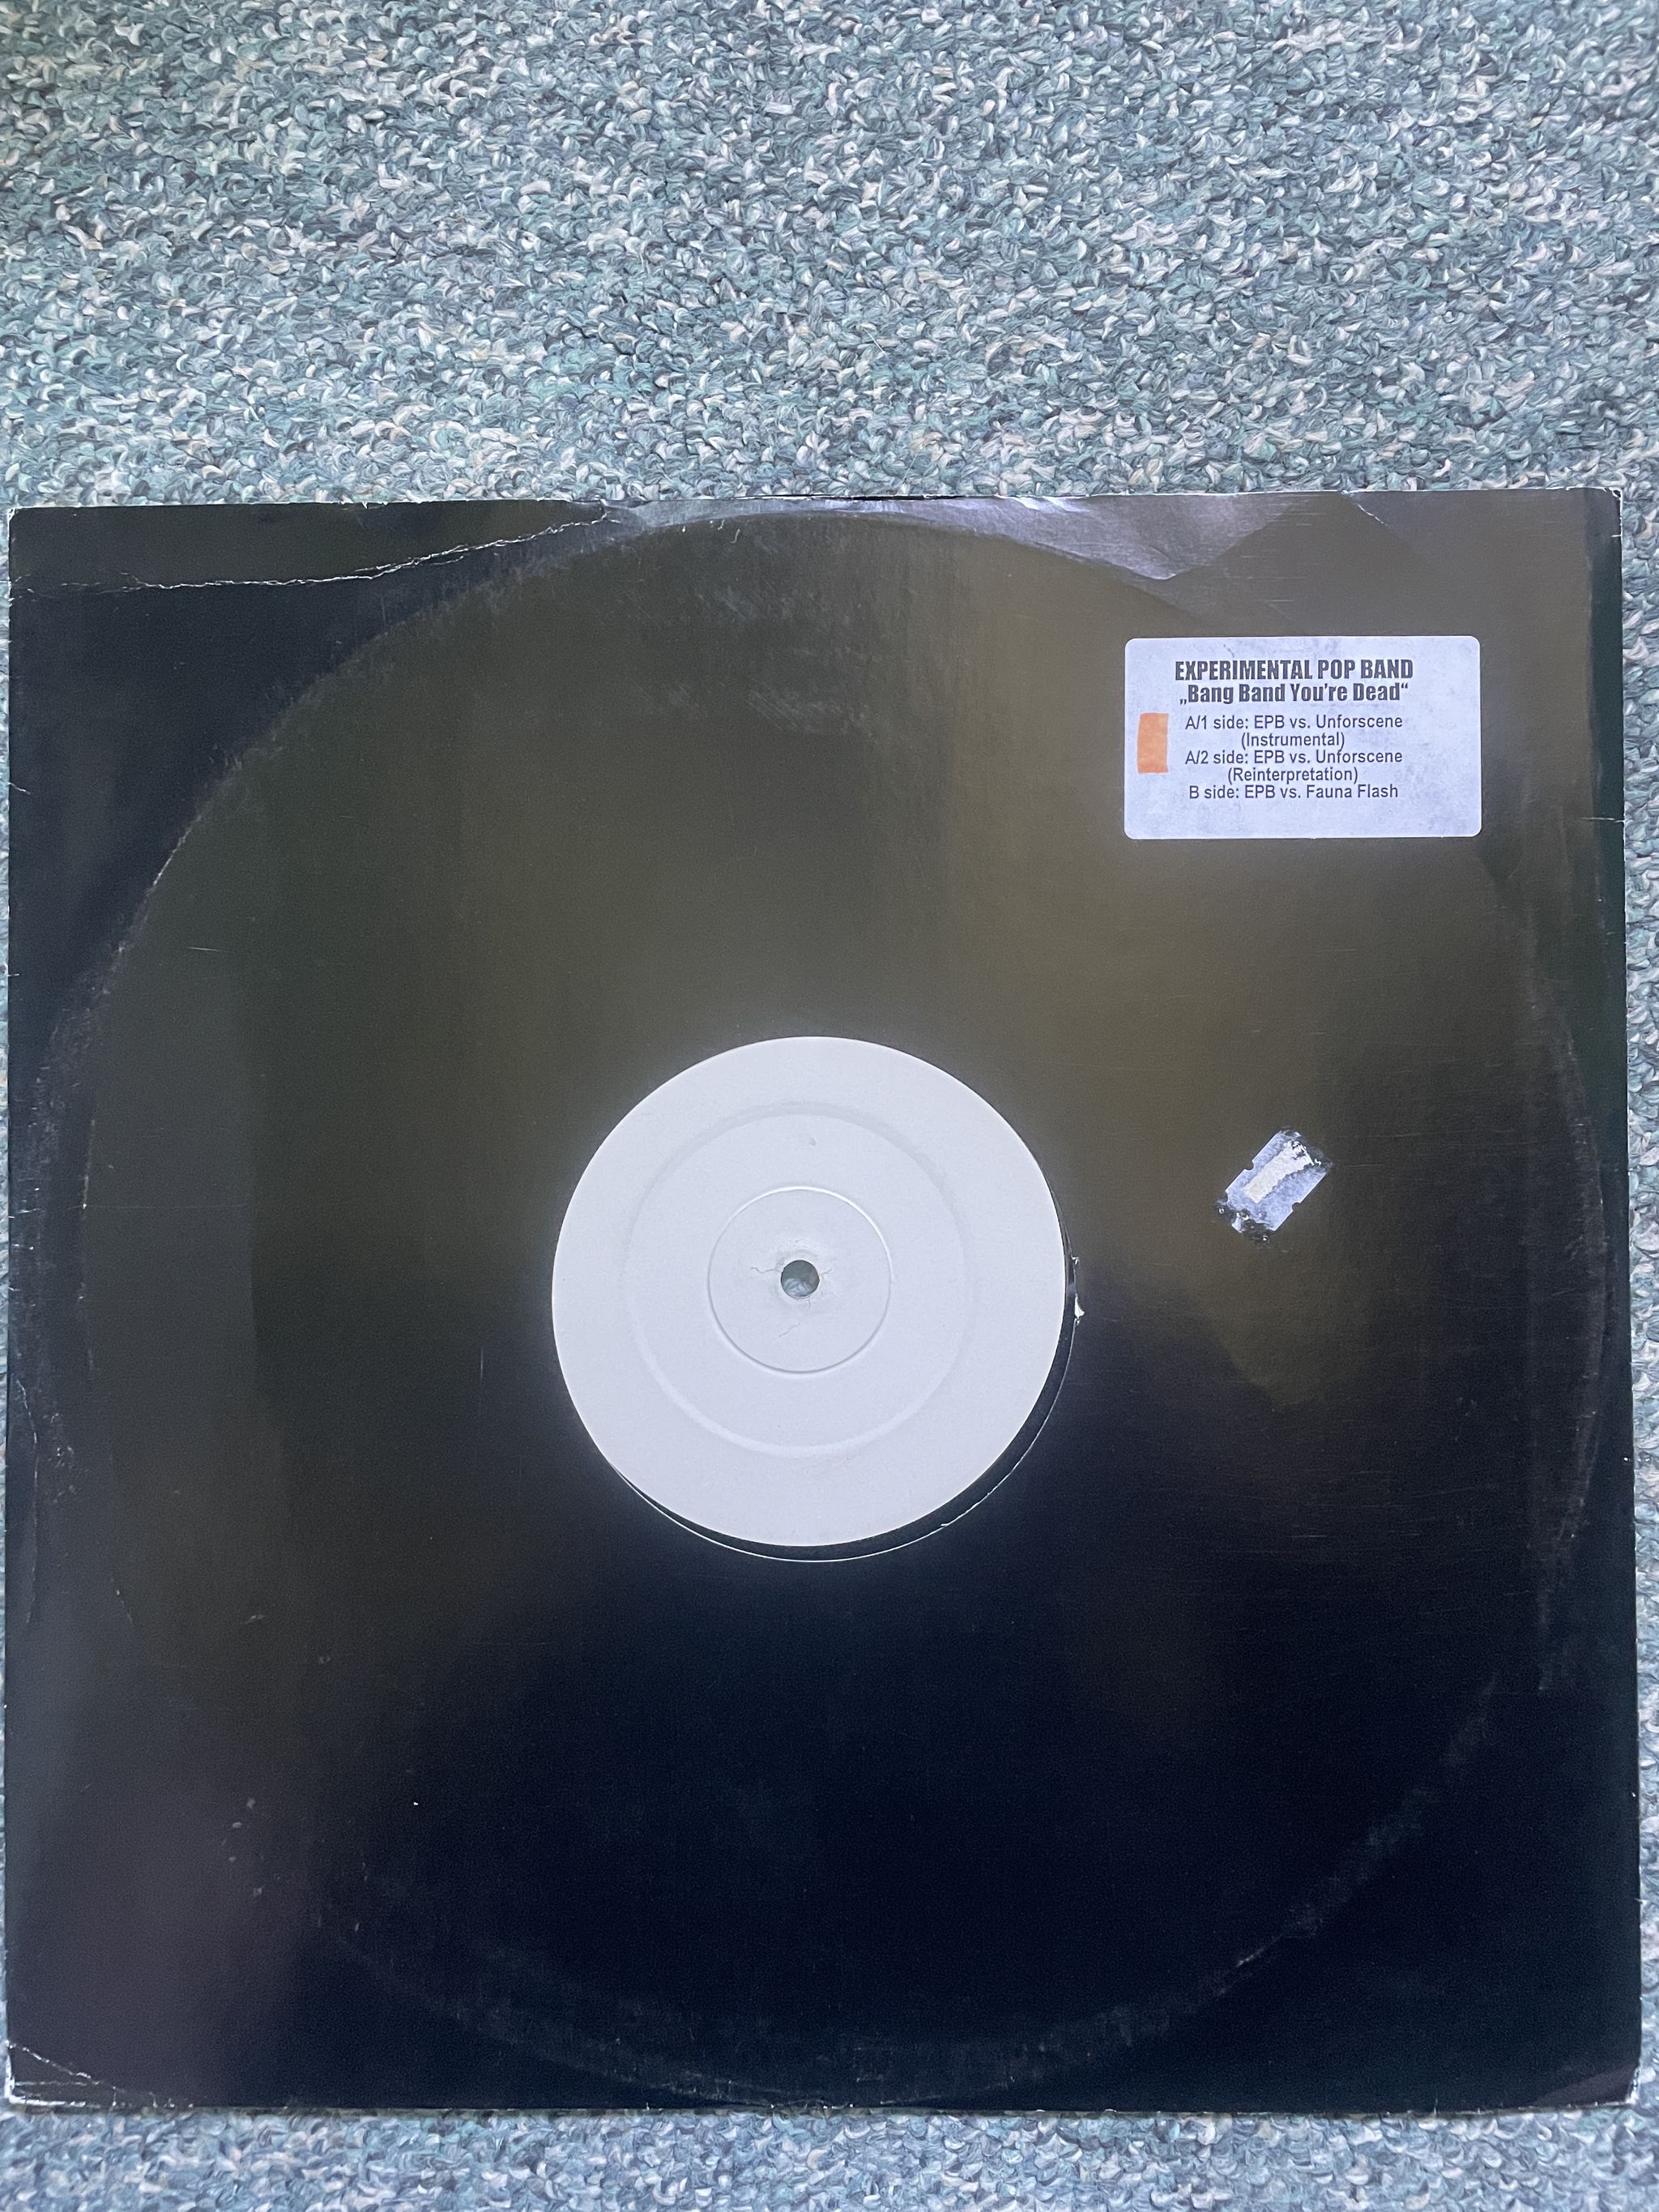 EXPERIMENTAL POP BAND
„Bang Band You're Dead“
A/1 side: EPB vs. Unforscene
(Instrumental)
A/2 side: EPB vs. Unforscene
(Reinterpretation)
B side: EPB vs. Fauna Flash